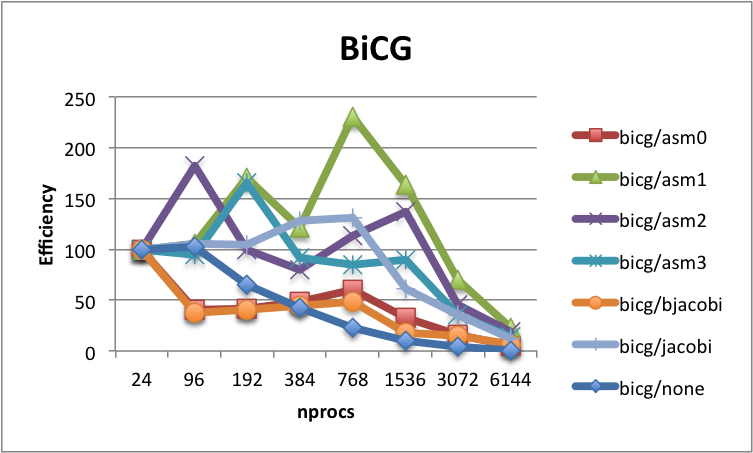 BiCG
250
200
150
100
50
0
Efficiency
24 96 192 384 768 1536 3072 6144
nprocs
bicg/asm0
bicg/asm1
bicg/asm2
bicg/asm3
bicg/bjacobi
bicg/jacobi
bicg/none